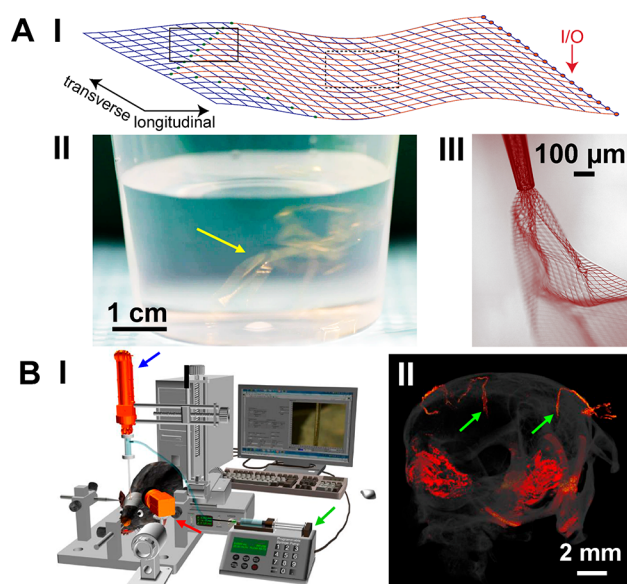 A I
I/O
transverse
longitudinal
II
III
100 µm
1 cm
B I
II
2 mm